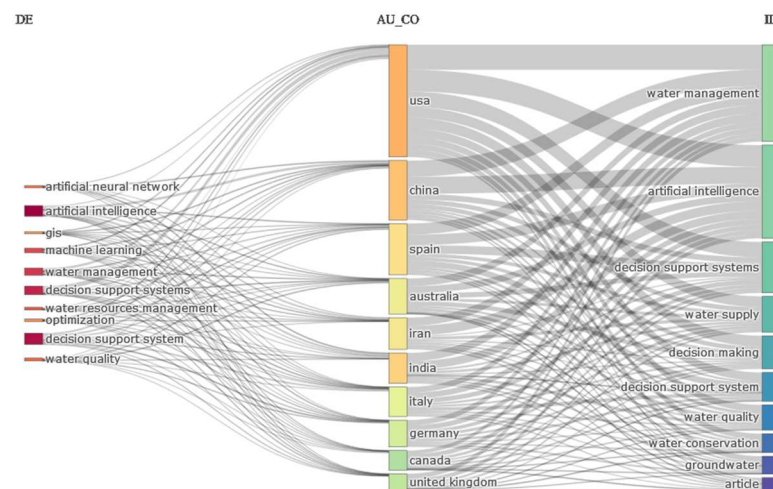 DE
AU_CO
ID
artificial neural network
artificial intelligence
gis
machine learning
water management
decision support systems
water resources management
optimization
decision support system
water quality
usa
china
spain
australia
iran
india
italy
germany
canada
united kingdom
water management
artificial intelligence
decision support systems
water supply
decision making
decision support system
water quality
water conservation
groundwater
article